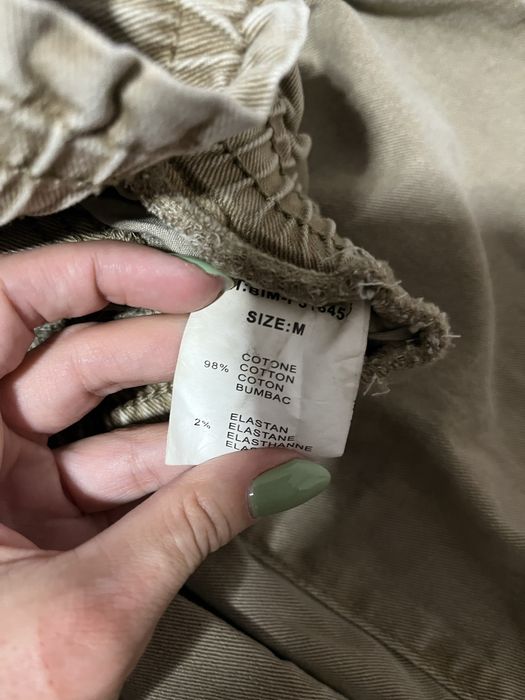 SIZE:M
98% COTONE
COTTON
COTON
BUMBAC
2% ELASTAN
ELASTANE
ELASTHANNE